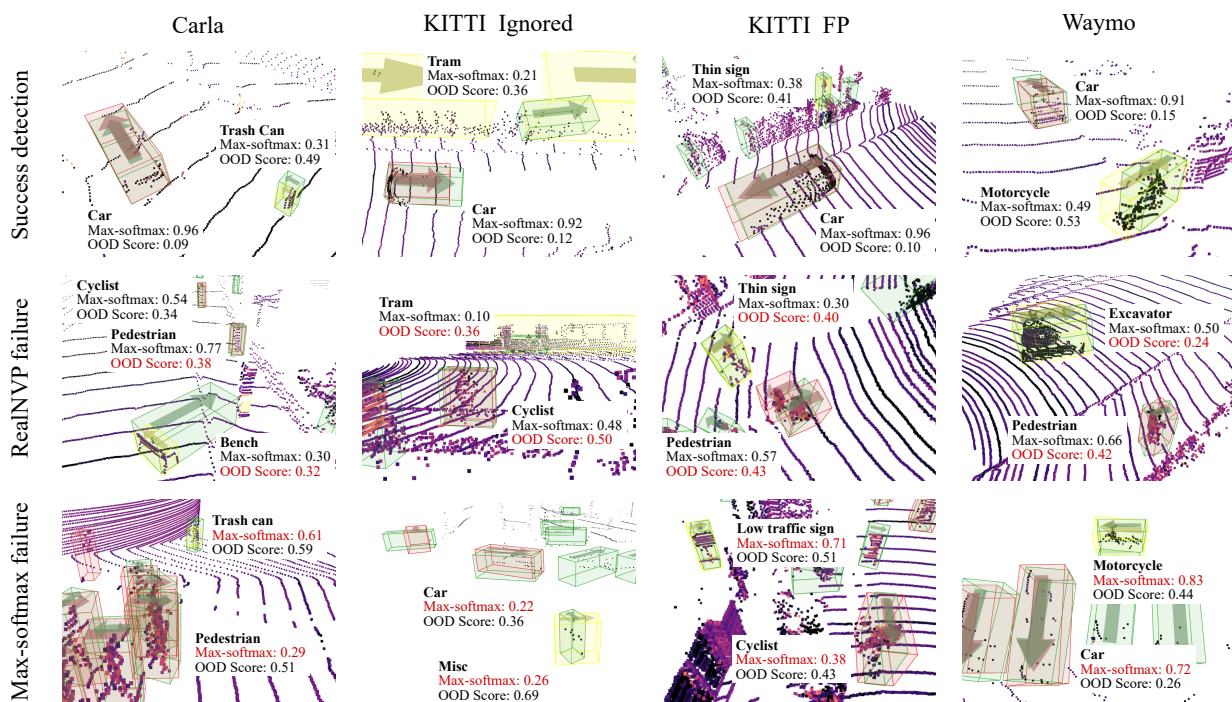 Carla
KITTI Ignored
KITTI FP
Waymo
Success detection
Trash Can
Max-softmax: 0.31
OOD Score: 0.49
Car
Max-softmax: 0.96
OOD Score: 0.09
Tram
Max-softmax: 0.21
OOD Score: 0.36
Car
Max-softmax: 0.92
OOD Score: 0.12
Thin sign
Max-softmax: 0.38
OOD Score: 0.41
Car
Max-softmax: 0.96
OOD Score: 0.10
Car
Max-softmax: 0.91
OOD Score: 0.15
Motorcycle
Max-softmax: 0.49
OOD Score: 0.53
RealNVP failure
Cyclist
Max-softmax: 0.54
OOD Score: 0.34
Pedestrian
Max-softmax: 0.77
OOD Score: 0.38
Bench
Max-softmax: 0.30
OOD Score: 0.32
Tram
Max-softmax: 0.10
OOD Score: 0.36
Cyclist
Max-softmax: 0.48
OOD Score: 0.50
Thin sign
Max-softmax: 0.30
OOD Score: 0.40
Pedestrian
Max-softmax: 0.57
OOD Score: 0.43
Excavator
Max-softmax: 0.50
OOD Score: 0.24
Pedestrian
Max-softmax: 0.66
OOD Score: 0.42
Max-softmax failure
Trash can
Max-softmax: 0.61
OOD Score: 0.59
Pedestrian
Max-softmax: 0.29
OOD Score: 0.51
Car
Max-softmax: 0.22
OOD Score: 0.36
Misc
Max-softmax: 0.26
OOD Score: 0.69
Low traffic sign
Max-softmax: 0.71
OOD Score: 0.51
Cyclist
Max-softmax: 0.38
OOD Score: 0.43
Motorcycle
Max-softmax: 0.83
OOD Score: 0.44
Car
Max-softmax: 0.72
OOD Score: 0.26